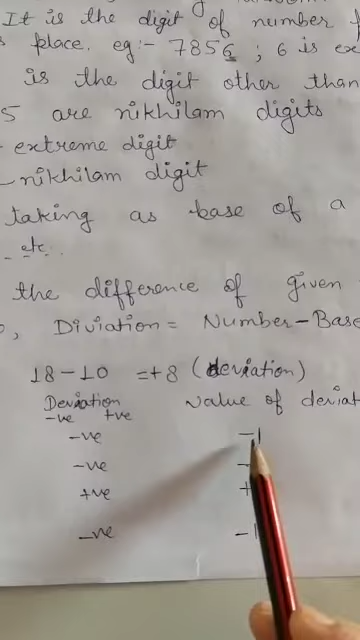 It is the digit of number
place. eg:- 7856 ; 6 is
is the digit other than
5 are nikhilam digits
extreme digit
- nikhilam digit
taking as base of a
- etc..
the difference of given
, Diviation = Number - Base
18 - 10 = +8 (deviation)
Deviation value of deviat
-ve +ve
-ve -1
-ve -
+ve +
-ve -1